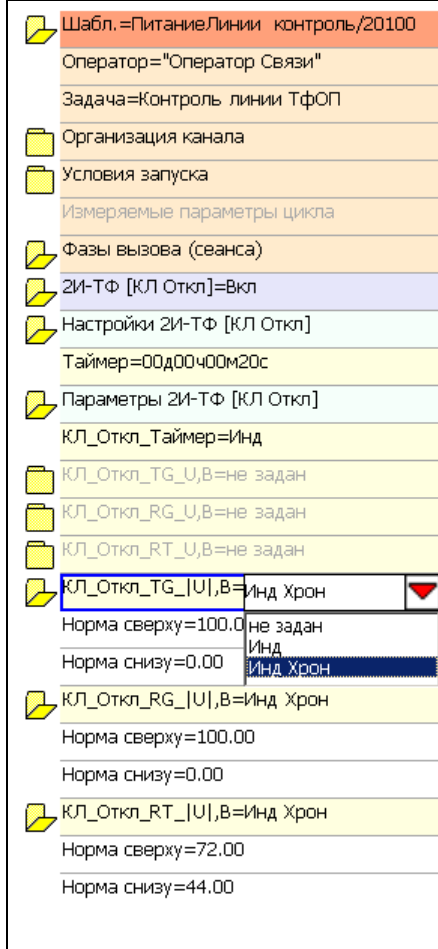 Шабл.=ПитаниеЛинии контроль/20100
Оператор="Оператор Связи"
Задача=Контроль линии ТфОП
Организация канала
Условия запуска
Измеряемые параметры цикла
Фазы вызова (сеанса)
2И-ТФ [КЛ Откл]=Вкл
Настройки 2И-ТФ [КЛ Откл]
Таймер=00д00ч00м20с
Параметры 2И-ТФ [КЛ Откл]
КЛ_Откл_Таймер=Инд
КЛ_Откл_TG_U,В=не задан
КЛ_Откл_RG_U,В=не задан
КЛ_Откл_RT_U,В=не задан
КЛ_Откл_TG_|U|,В=Инд Хрон
Норма сверху=100.0
не задан
Инд
Норма снизу=0.00
Инд Хрон
КЛ_Откл_RG_|U|,В=Инд Хрон
Норма сверху=100.00
Норма снизу=0.00
КЛ_Откл_RT_|U|,В=Инд Хрон
Норма сверху=72.00
Норма снизу=44.00